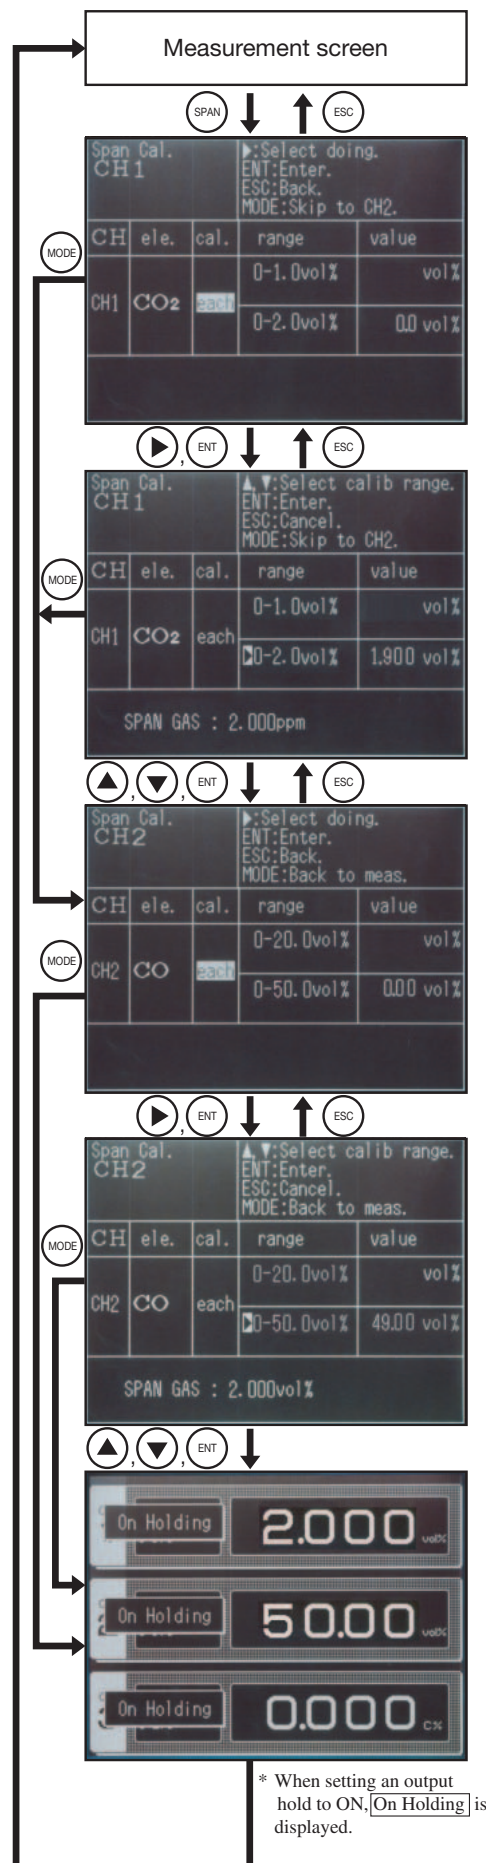 Measurement screen
SPAN ESC
Span Cal.
CH1
▶:Select doing.
ENT:Enter.
ESC:Back.
MODE:Skip to CH2.
MODE
CH ele. cal. range value
CH1 CO2 each
0-1.0vol% vol%
0-2.0vol% 0.0 vol%
▶, ENT ESC
Span Cal.
CH1
▲,▼:Select calib range.
ENT:Enter.
ESC:Cancel.
MODE:Skip to CH2.
MODE
CH ele. cal. range value
CH1 CO2 each
0-1.0vol% vol%
▶0-2.0vol% 1.900 vol%
SPAN GAS : 2.000ppm
▲, ▼, ENT ESC
Span Cal.
CH2
▶:Select doing.
ENT:Enter.
ESC:Back.
MODE:Back to meas.
CH ele. cal. range value
MODE
CH2 CO each
0-20.0vol% vol%
0-50.0vol% 0.00 vol%
▶, ENT ESC
Span Cal.
CH2
▲,▼:Select calib range.
ENT:Enter.
ESC:Cancel.
MODE:Back to meas.
MODE
CH ele. cal. range value
CH2 CO each
0-20.0vol% vol%
▶0-50.0vol% 49.00 vol%
SPAN GAS : 2.000vol%
▲, ▼, ENT
On Holding 2.000 vol%
On Holding 50.00 vol%
On Holding 0.000 C%
* When setting an output
hold to ON, On Holding is
displayed.